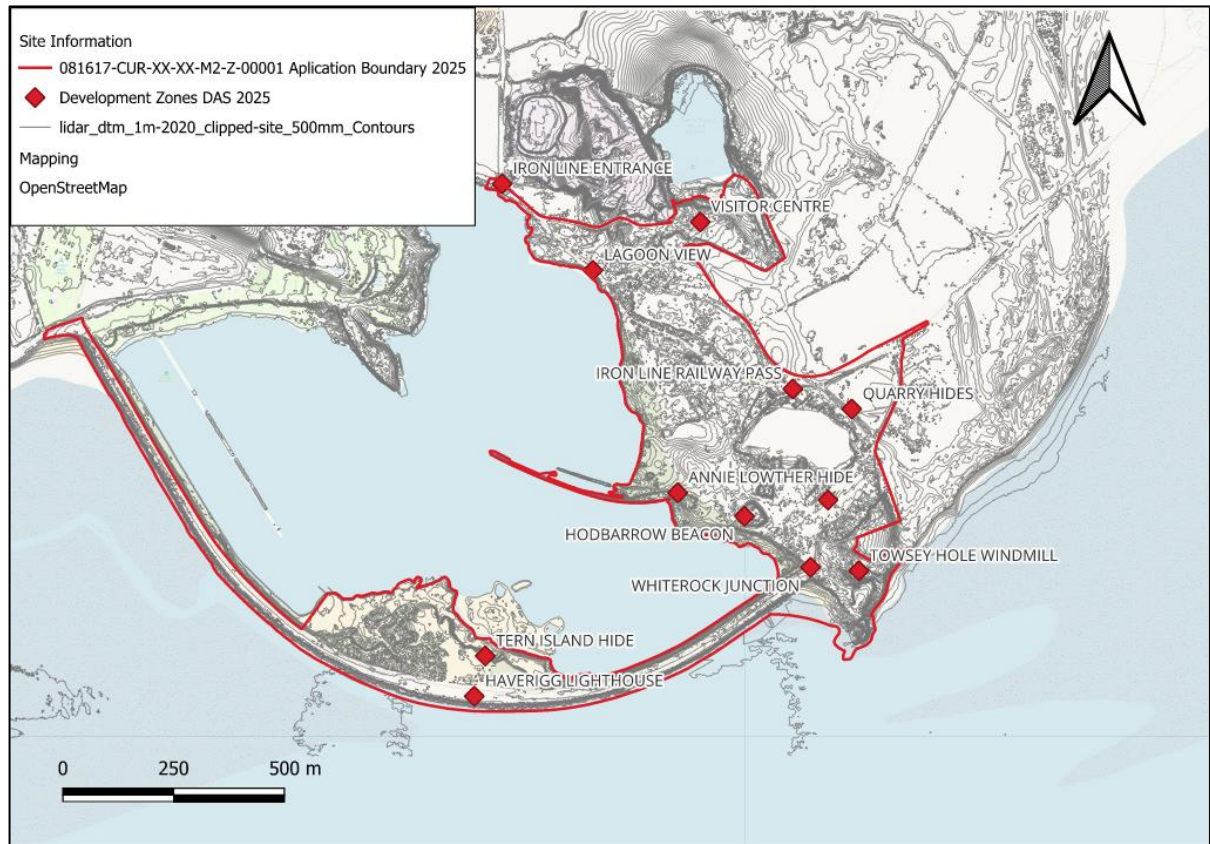 Site Information
081617-CUR-XX-XX-M2-Z-00001 Aplication Boundary 2025
Development Zones DAS 2025
lidar_dtm_1m-2020_clipped-site_500mm_Contours
Mapping
OpenStreetMap
IRON LINE ENTRANCE
VISITOR CENTRE
LAGOON VIEW
IRON LINE RAILWAY PASS
QUARRY HIDES
ANNIE LOWTHER HIDE
HODBARROW BEACON
TOWSEY HOLE WINDMILL
WHITEROCK JUNCTION
TERN ISLAND HIDE
HAVERIGG LIGHTHOUSE
0 250 500 m